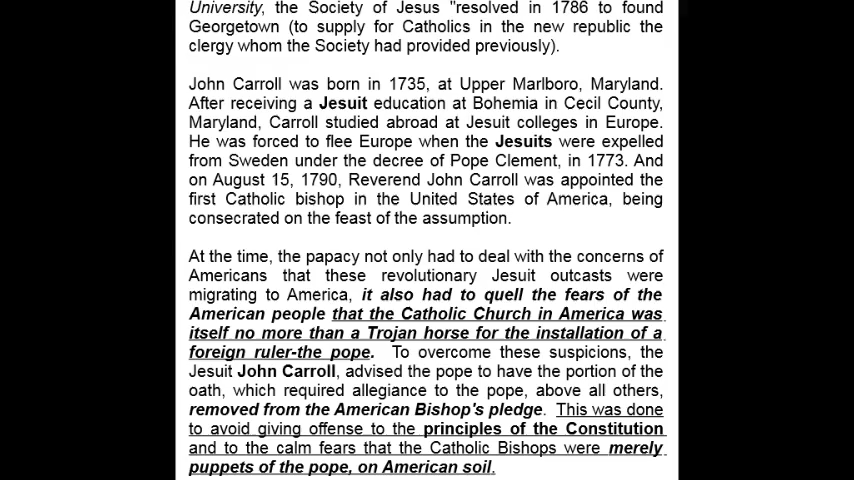 University, the Society of Jesus "resolved in 1786 to found
Georgetown (to supply for Catholics in the new republic the
clergy whom the Society had provided previously).
John Carroll was born in 1735, at Upper Marlboro, Maryland.
After receiving a Jesuit education at Bohemia in Cecil County,
Maryland, Carroll studied abroad at Jesuit colleges in Europe.
He was forced to flee Europe when the Jesuits were expelled
from Sweden under the decree of Pope Clement, in 1773. And
on August 15, 1790, Reverend John Carroll was appointed the
first Catholic bishop in the United States of America, being
consecrated on the feast of the assumption.
At the time, the papacy not only had to deal with the concerns of
Americans that these revolutionary Jesuit outcasts were
migrating to America, it also had to quell the fears of the
American people that the Catholic Church in America was
itself no more than a Trojan horse for the installation of a
foreign ruler-the pope. To overcome these suspicions, the
Jesuit John Carroll, advised the pope to have the portion of the
oath, which required allegiance to the pope, above all others,
removed from the American Bishop's pledge. This was done
to avoid giving offense to the principles of the Constitution
and to the calm fears that the Catholic Bishops were merely
puppets of the pope, on American soil.